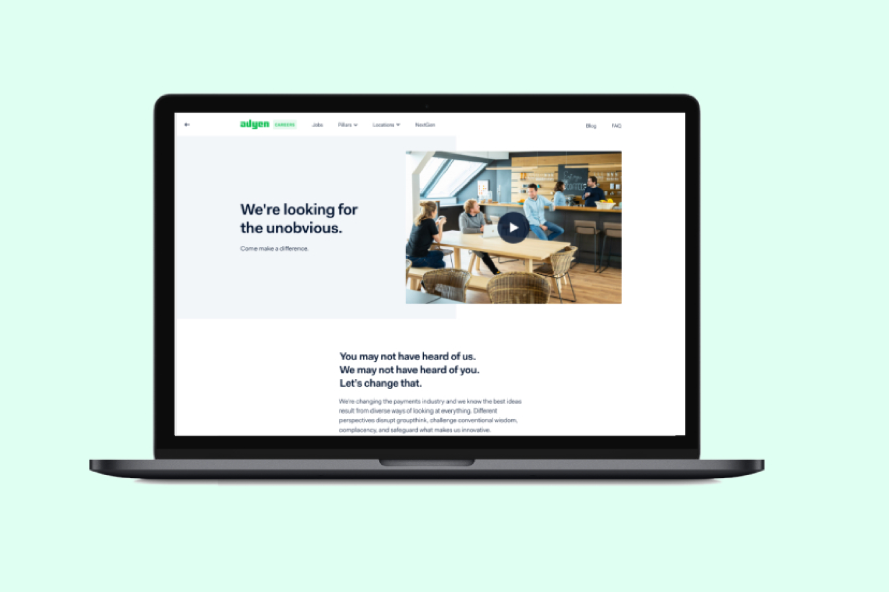 adyen CAREERS Jobs Pillars Locations NextGen Blog FAQ
We're looking for
the unobvious.
Come make a difference.
You may not have heard of us.
We may not have heard of you.
Let's change that.
We're changing the payments industry and we know the best ideas
result from diverse ways of looking at everything. Different
perspectives disrupt groupthink, challenge conventional wisdom,
complacency, and safeguard what makes us innovative.